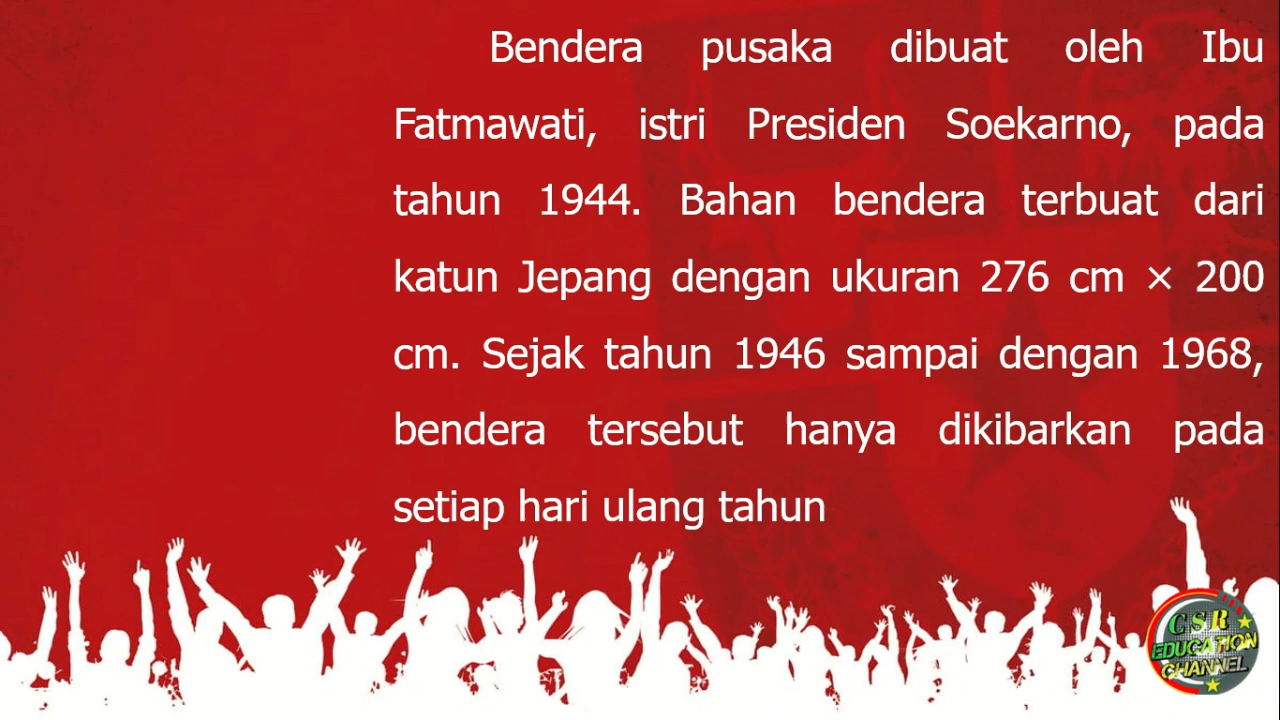 Bendera pusaka dibuat oleh Ibu
Fatmawati, istri Presiden Soekarno, pada
tahun 1944. Bahan bendera terbuat dari
katun Jepang dengan ukuran 276 cm × 200
cm. Sejak tahun 1946 sampai dengan 1968,
bendera tersebut hanya dikibarkan pada
setiap hari ulang tahun
CSR
EDUCATION
CHANNEL